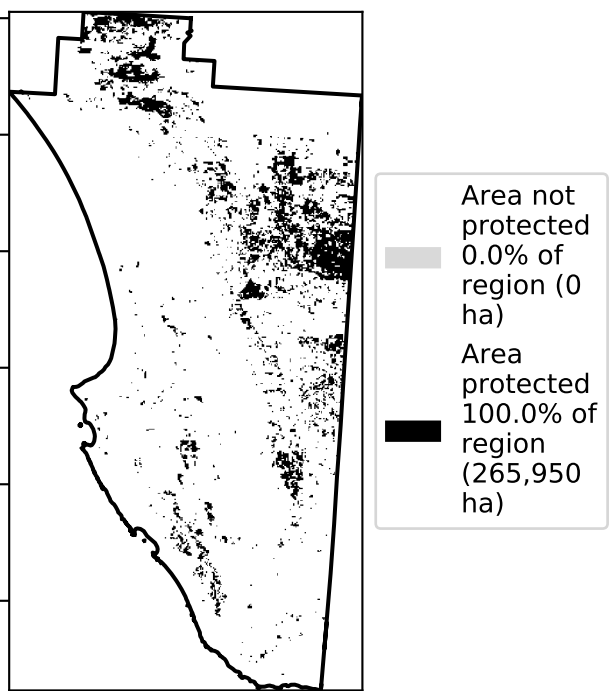 Area not
protected
0.0% of
region (0
ha)
Area
protected
100.0% of
region
(265,950
ha)